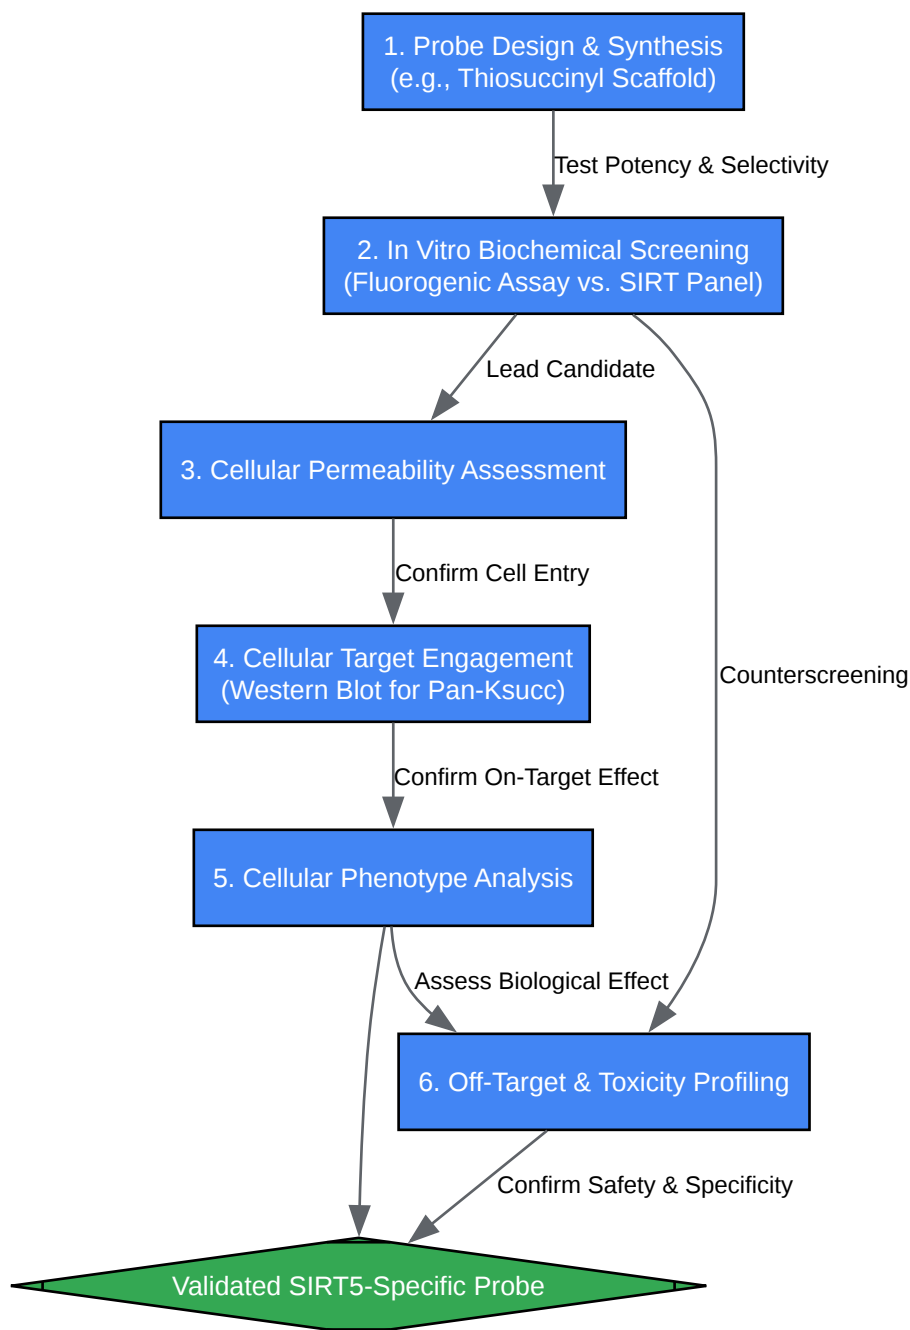 1. Probe Design & Synthesis
(e.g., Thiosuccinyl Scaffold)
Test Potency & Selectivity
2. In Vitro Biochemical Screening
(Fluorogenic Assay vs. SIRT Panel)
Lead Candidate
3. Cellular Permeability Assessment
Confirm Cell Entry
4. Cellular Target Engagement
(Western Blot for Pan-Ksucc)
Counterscreening
Confirm On-Target Effect
5. Cellular Phenotype Analysis
Assess Biological Effect
6. Off-Target & Toxicity Profiling
Confirm Safety & Specificity
Validated SIRT5-Specific Probe